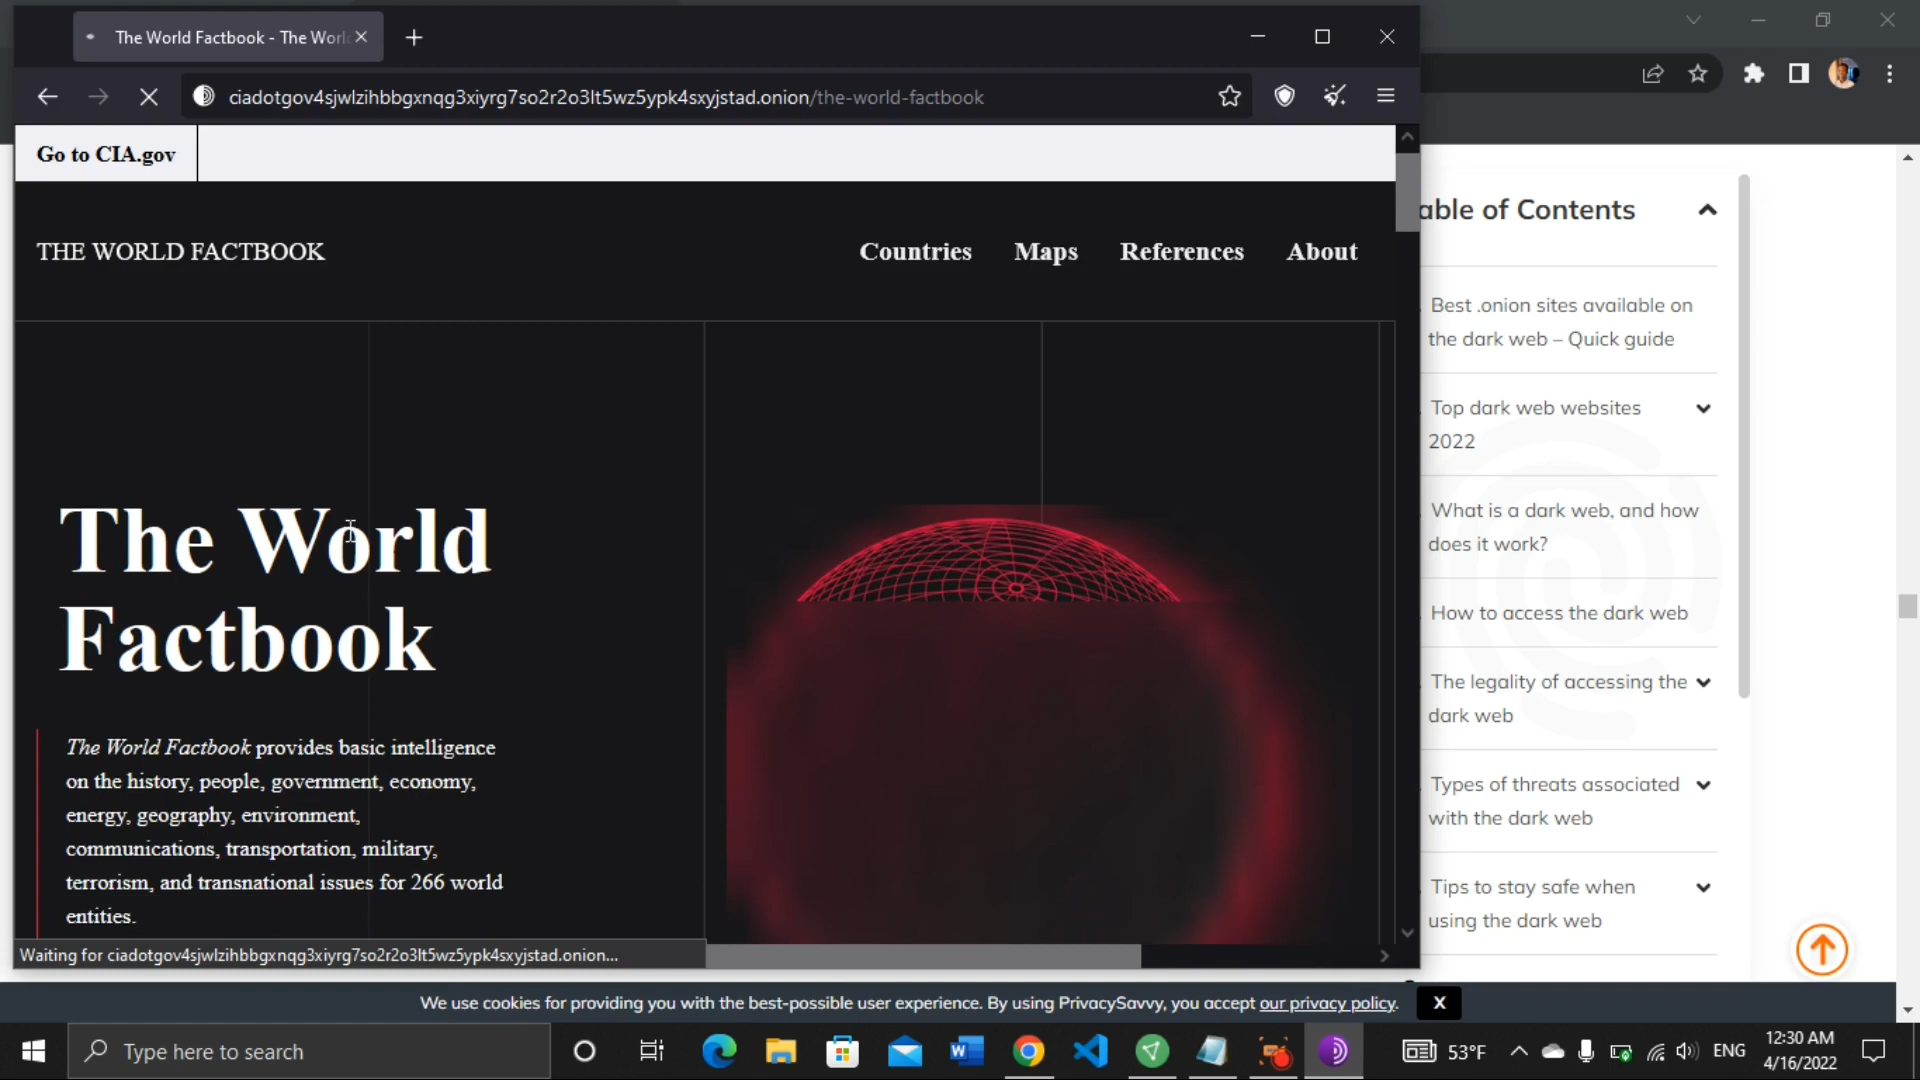 The World Factbook - The Worl
ciadotgov4sjwlzihbbgxnqg3xiyrg7so2r2o3lt5wz5ypk4sxyjstad.onion/the-world-factbook
Go to CIA.gov
THE WORLD FACTBOOK
Countries
Maps
References
About
The World
Factbook
The World Factbook provides basic intelligence
on the history, people, government, economy,
energy, geography, environment,
communications, transportation, military,
terrorism, and transnational issues for 266 world
entities.
Waiting for ciadotgov4sjwlzihbbgxnqg3xiyrg7so2r2o3lt5wz5ypk4sxyjstad.onion...
able of Contents
Best .onion sites available on
the dark web – Quick guide
Top dark web websites
2022
What is a dark web, and how
does it work?
How to access the dark web
The legality of accessing the
dark web
Types of threats associated
with the dark web
Tips to stay safe when
using the dark web
We use cookies for providing you with the best-possible user experience. By using PrivacySavvy, you accept our privacy policy.
X
Type here to search
53°F
ENG
12:30 AM
4/16/2022